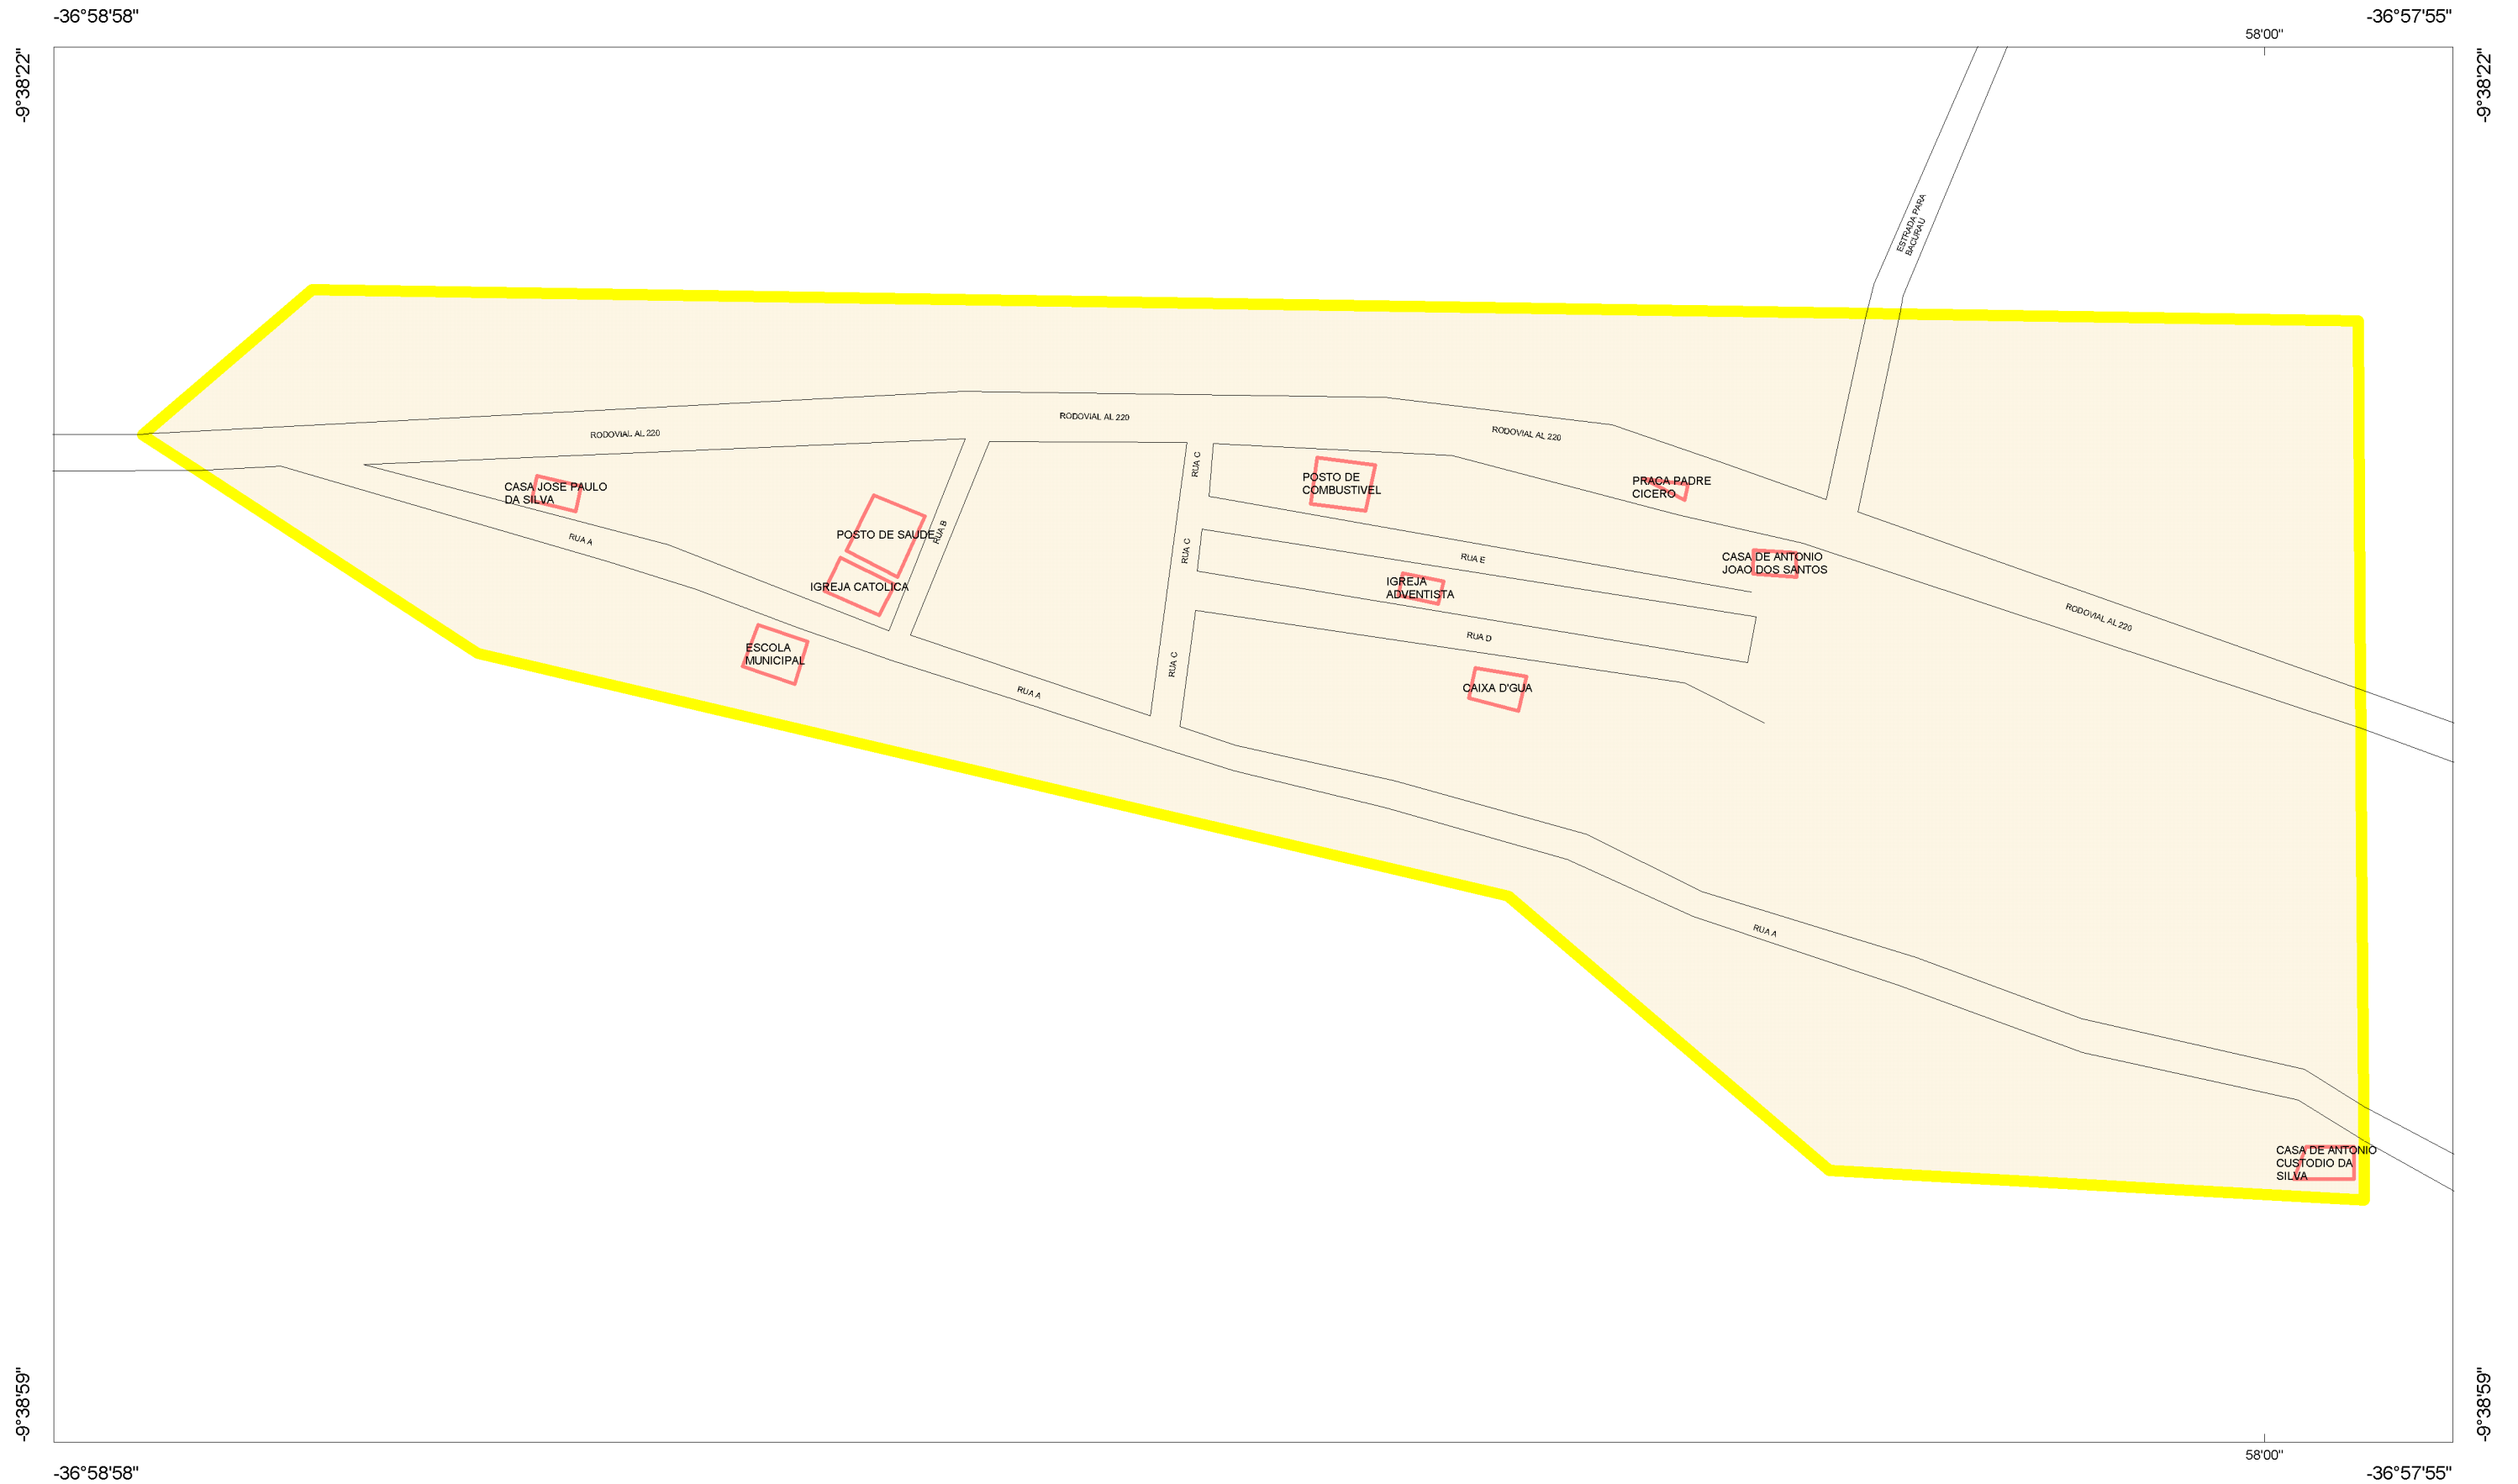 -36°58'58"
-36°57'55"
58'00"
-9°38'22"
-9°38'22"
ESTRADA PARA
BACURAU
RODOVIAL AL 220
RODOVIAL AL 220
RODOVIAL AL 220
RUA C
POSTO DE
COMBUSTIVEL
PRACA PADRE
CICERO
CASA JOSE PAULO
DA SILVA
RUA A
POSTO DE SAUDE
RUA B
RUA C
RUA E
CASA DE ANTONIO
JOAO DOS SANTOS
IGREJA CATOLICA
IGREJA
ADVENTISTA
RODOVIAL AL 220
RUA D
ESCOLA
MUNICIPAL
RUA C
RUA A
CAIXA D'GUA
RUA A
CASA DE ANTONIO
CUSTODIO DA
SILVA
-9°38'59"
-9°38'59"
58'00"
-36°58'58"
-36°57'55"